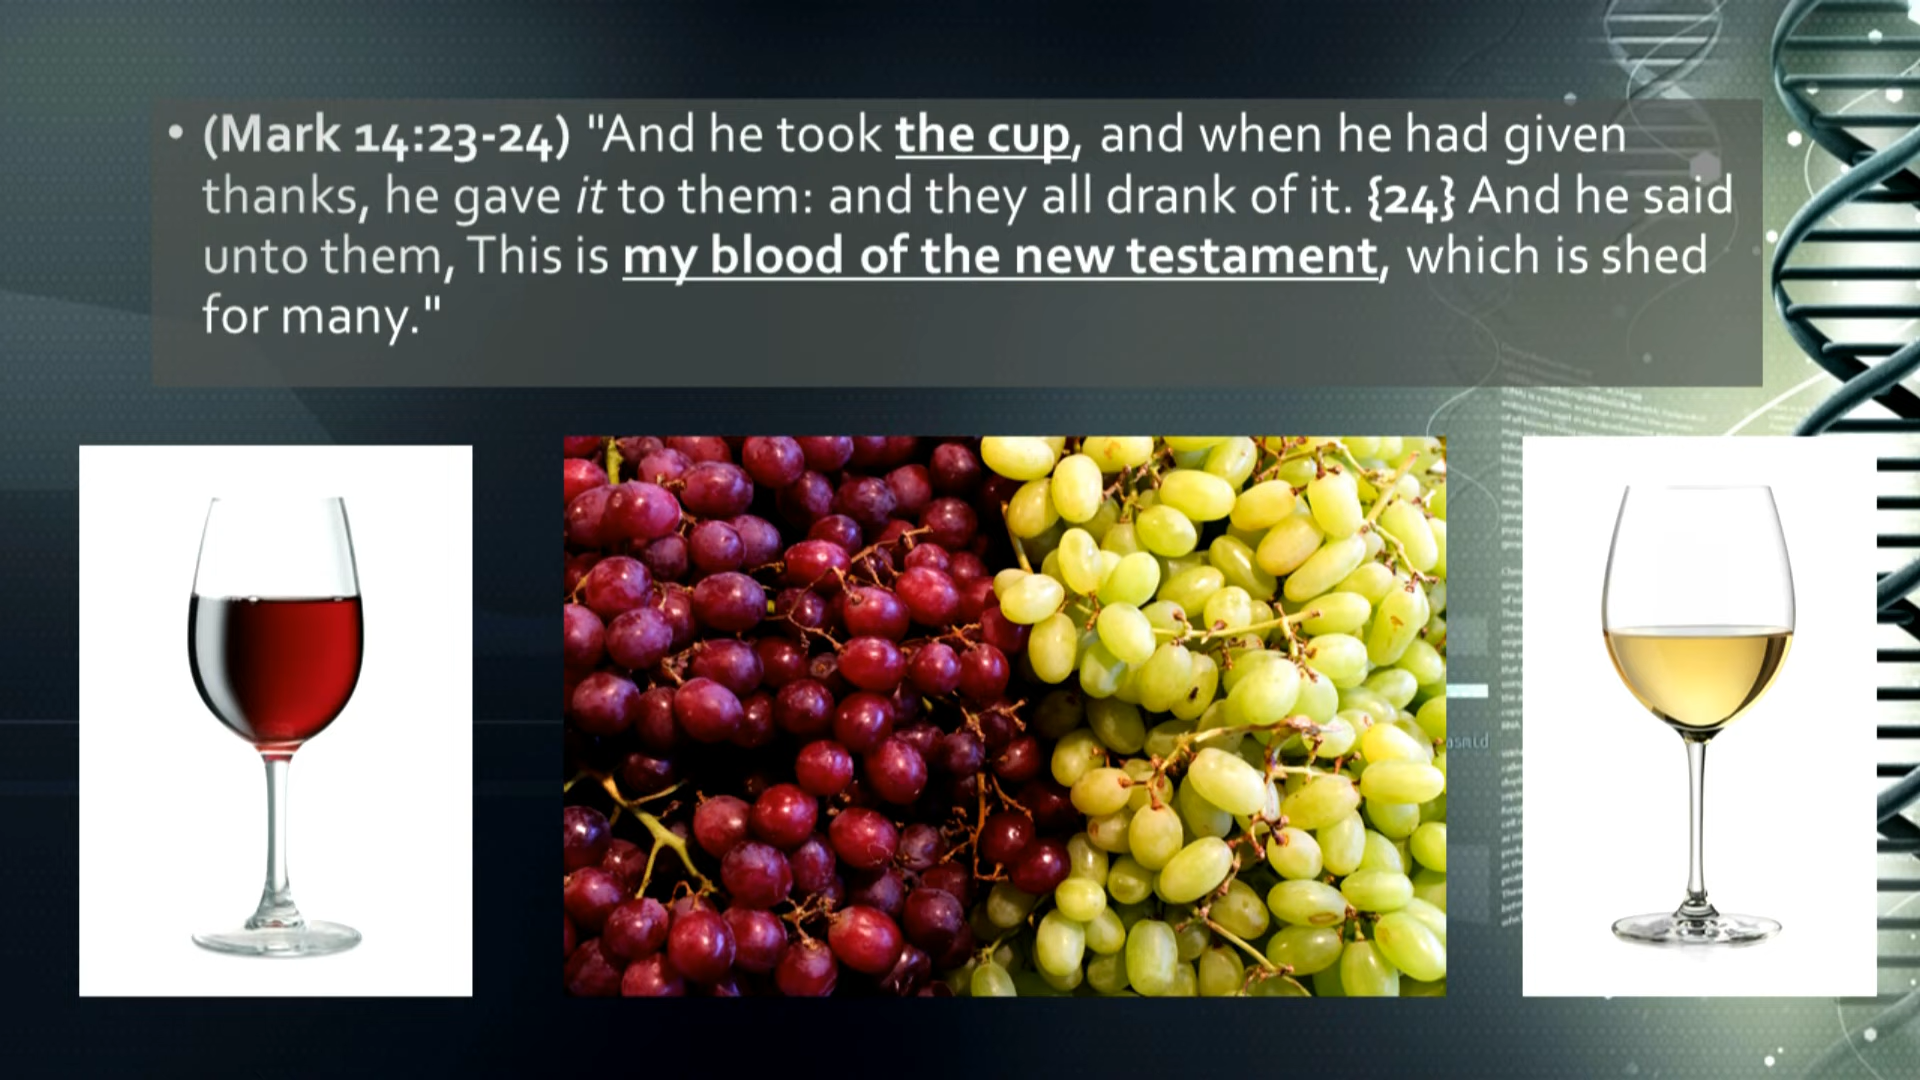 • (Mark 14:23-24) "And he took the cup, and when he had given
thanks, he gave it to them: and they all drank of it. {24} And he said
unto them, This is my blood of the new testament, which is shed
for many."
asmid